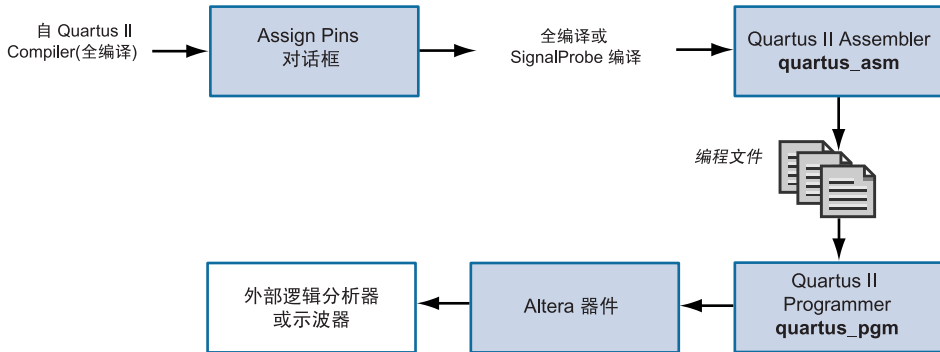 自 Quartus II
Compiler(全编译)
Assign Pins
对话框
全编译或
SignalProbe 编译
Quartus II Assembler
quartus_asm
编程文件
外部逻辑分析器
或示波器
Altera 器件
Quartus II
Programmer
quartus_pgm